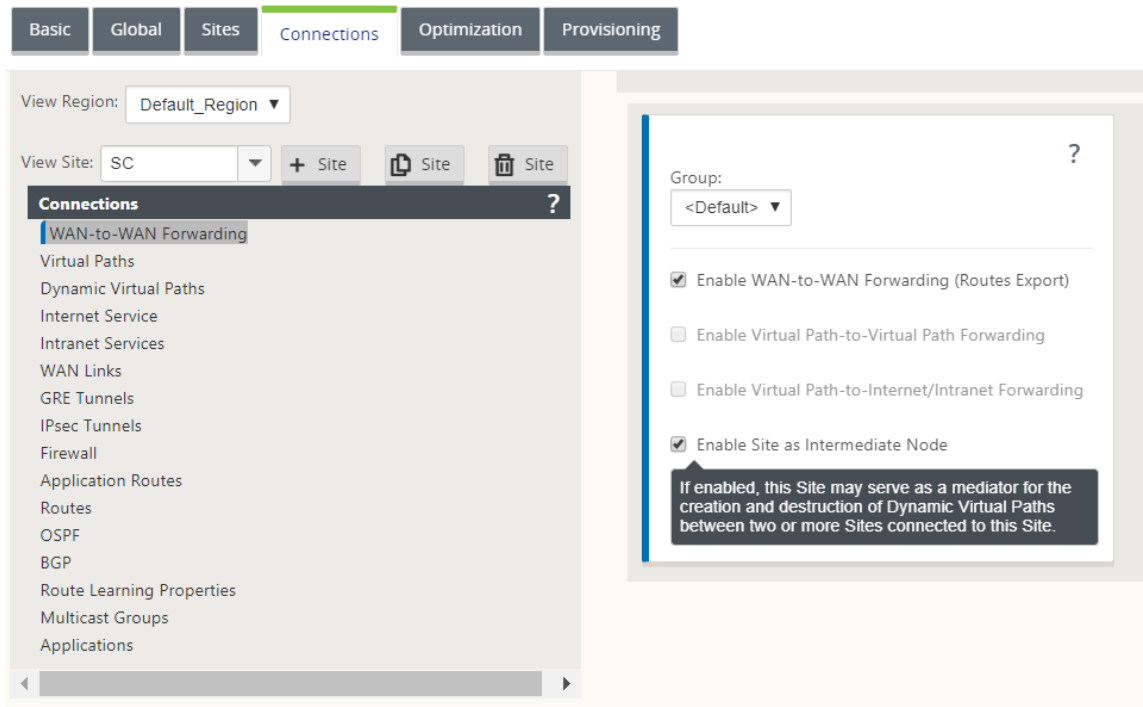 Basic
Global
Sites
Connections
Optimization
Provisioning
View Region: Default_Region
View Site: SC
+ Site
Site
Site
Connections ?
WAN-to-WAN Forwarding
Virtual Paths
Dynamic Virtual Paths
Internet Service
Intranet Services
WAN Links
GRE Tunnels
IPsec Tunnels
Firewall
Application Routes
Routes
OSPF
BGP
Route Learning Properties
Multicast Groups
Applications
?
Group:
<Default>
Enable WAN-to-WAN Forwarding (Routes Export)
Enable Virtual Path-to-Virtual Path Forwarding
Enable Virtual Path-to-Internet/Intranet Forwarding
Enable Site as Intermediate Node
If enabled, this Site may serve as a mediator for the
creation and destruction of Dynamic Virtual Paths
between two or more Sites connected to this Site.